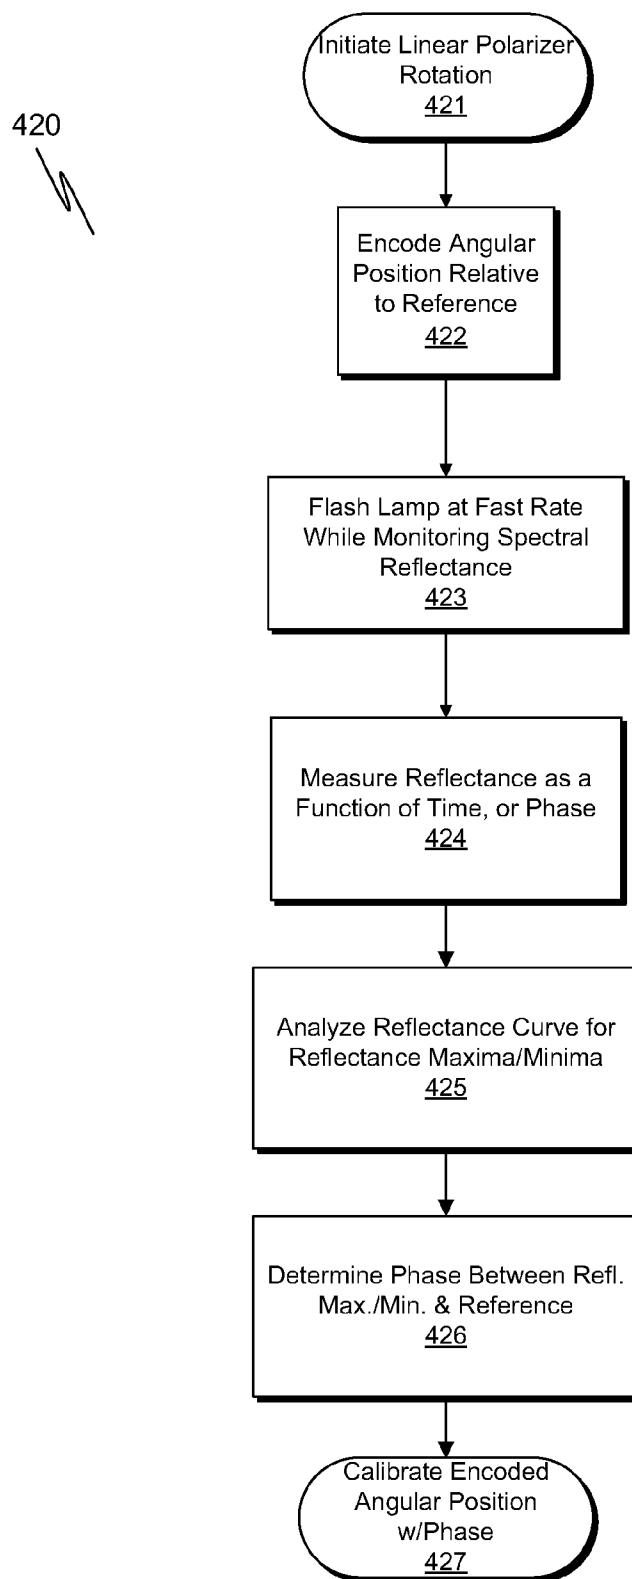 Initiate Linear Polarizer
Rotation
421
420
Encode Angular
Position Relative
to Reference
422
Flash Lamp at Fast Rate
While Monitoring Spectral
Reflectance
423
Measure Reflectance as a
Function of Time, or Phase
424
Analyze Reflectance Curve for
Reflectance Maxima/Minima
425
Determine Phase Between Refl.
Max./Min. & Reference
426
Calibrate Encoded
Angular Position
w/Phase
427